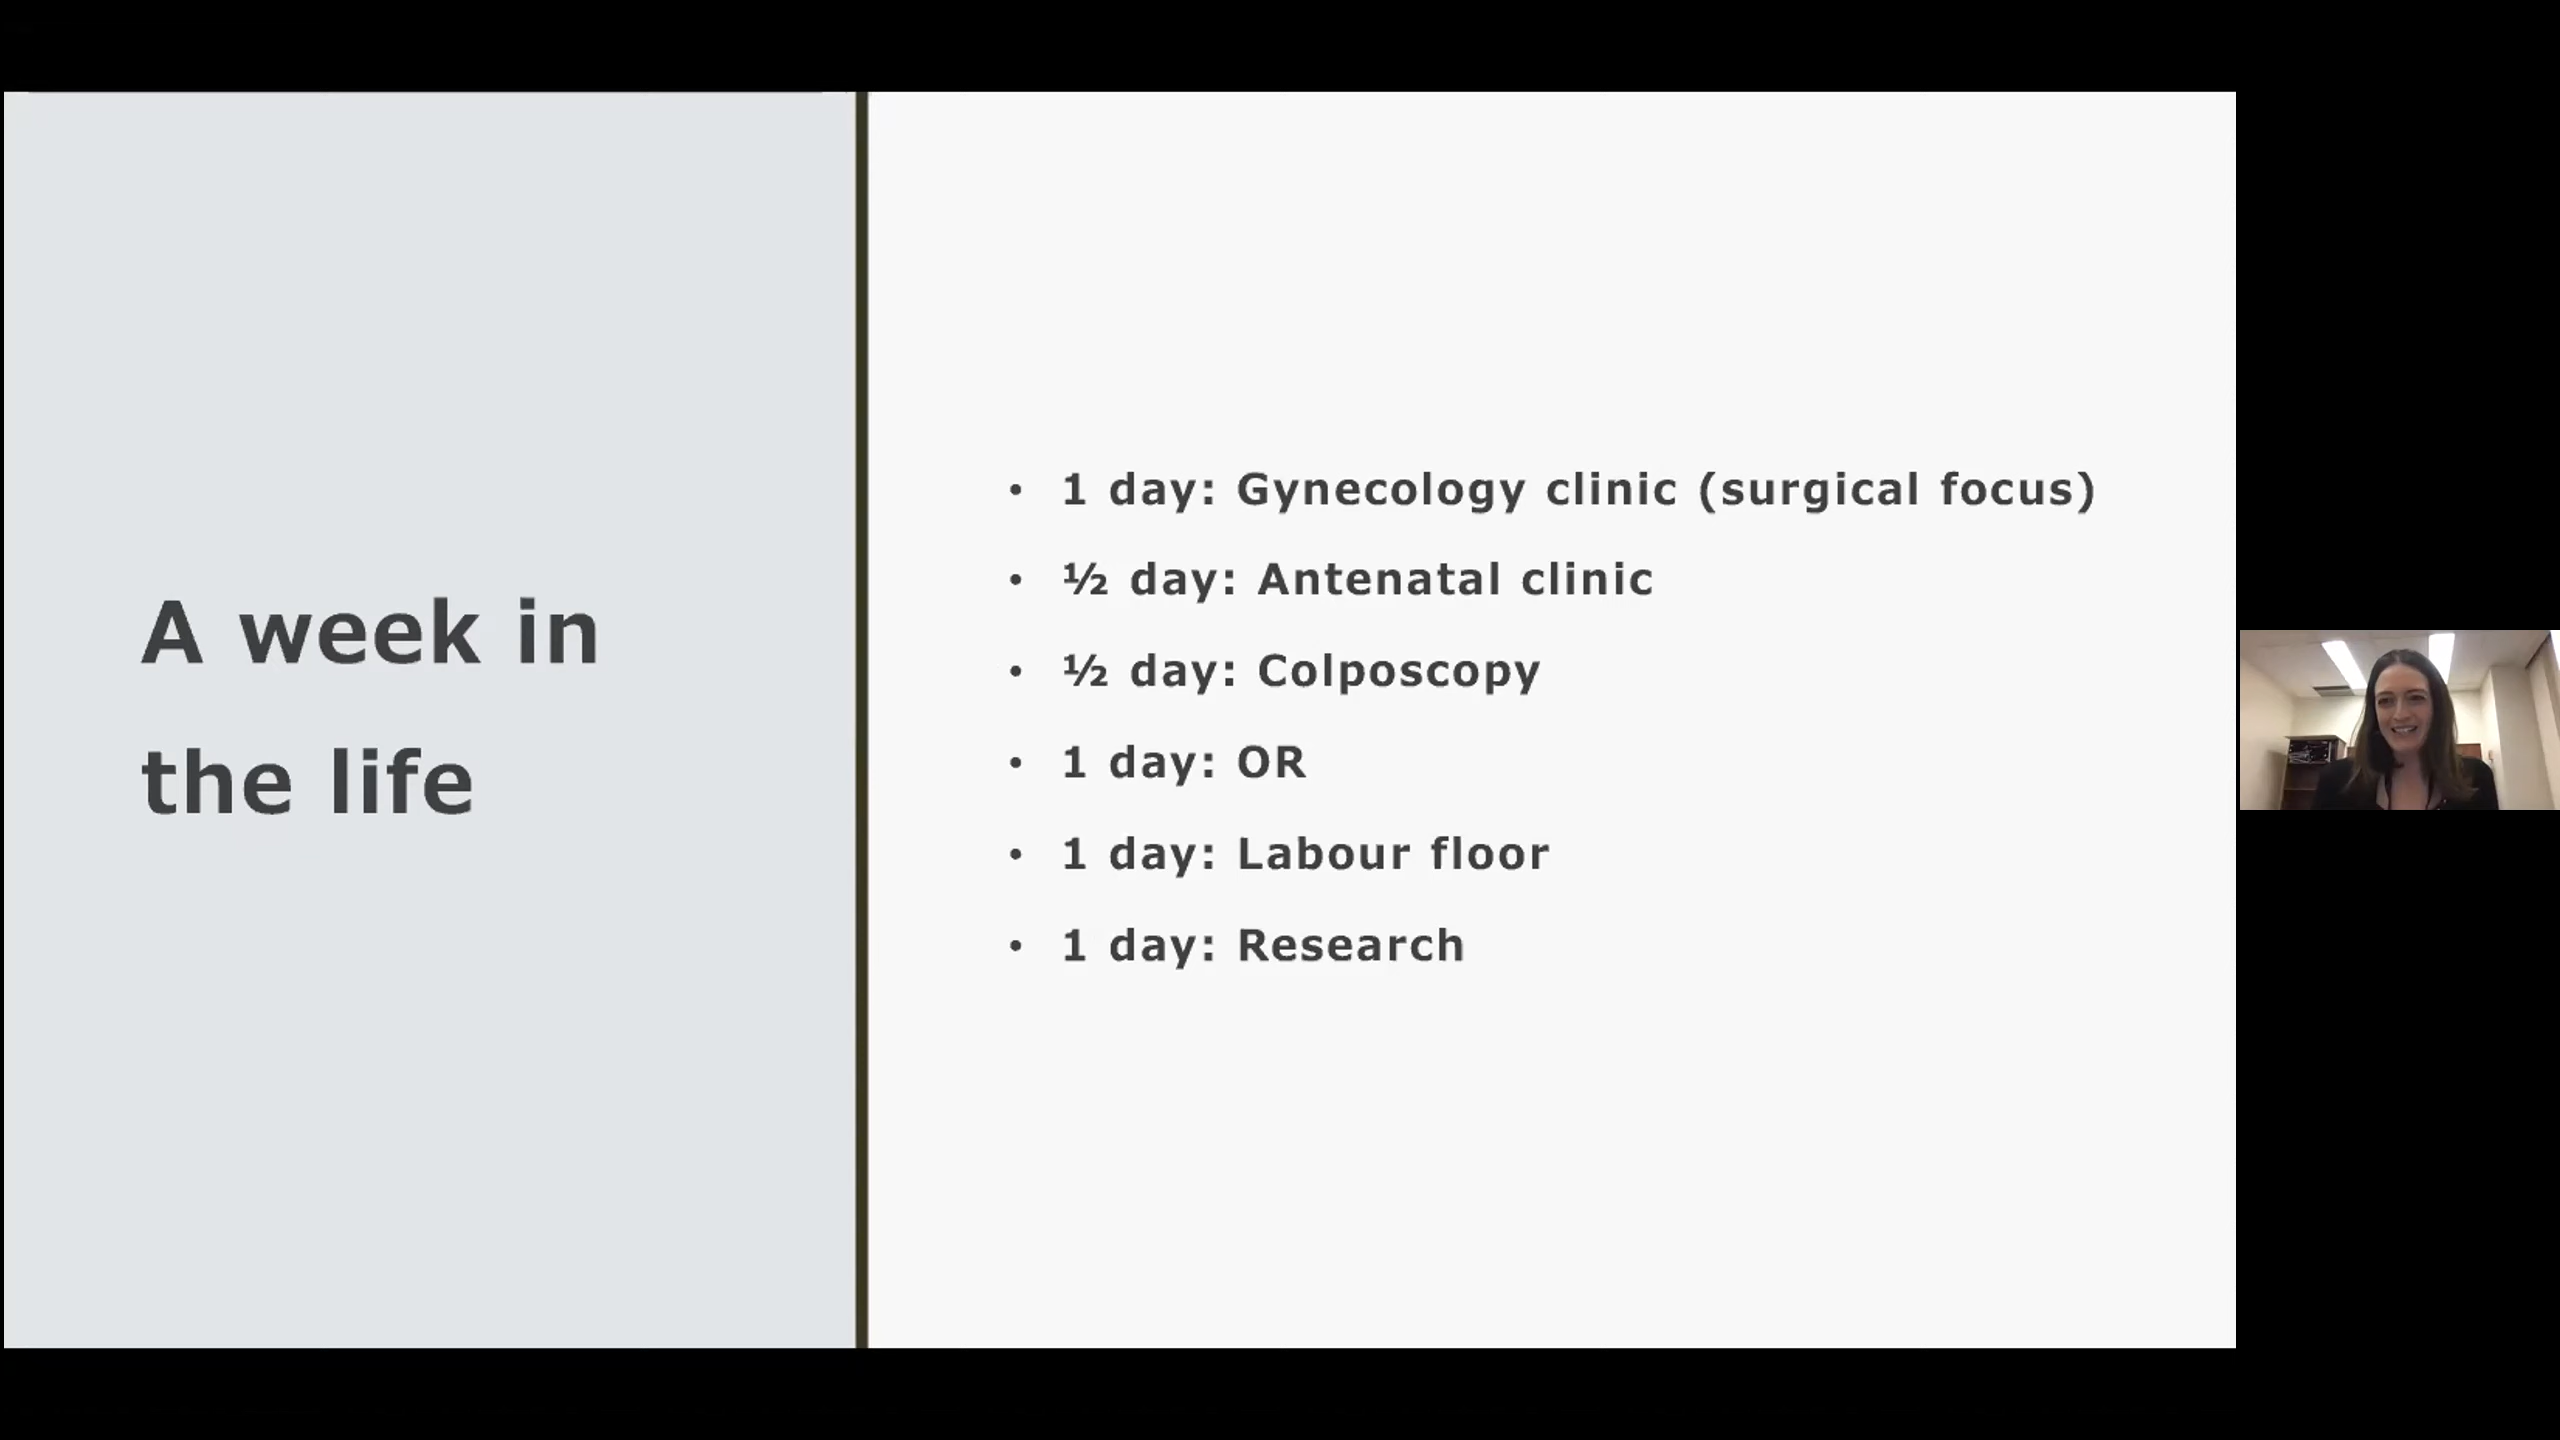 A week in
the life
• 1 day: Gynecology clinic (surgical focus)
• ½ day: Antenatal clinic
• ½ day: Colposcopy
• 1 day: OR
• 1 day: Labour floor
• 1 day: Research